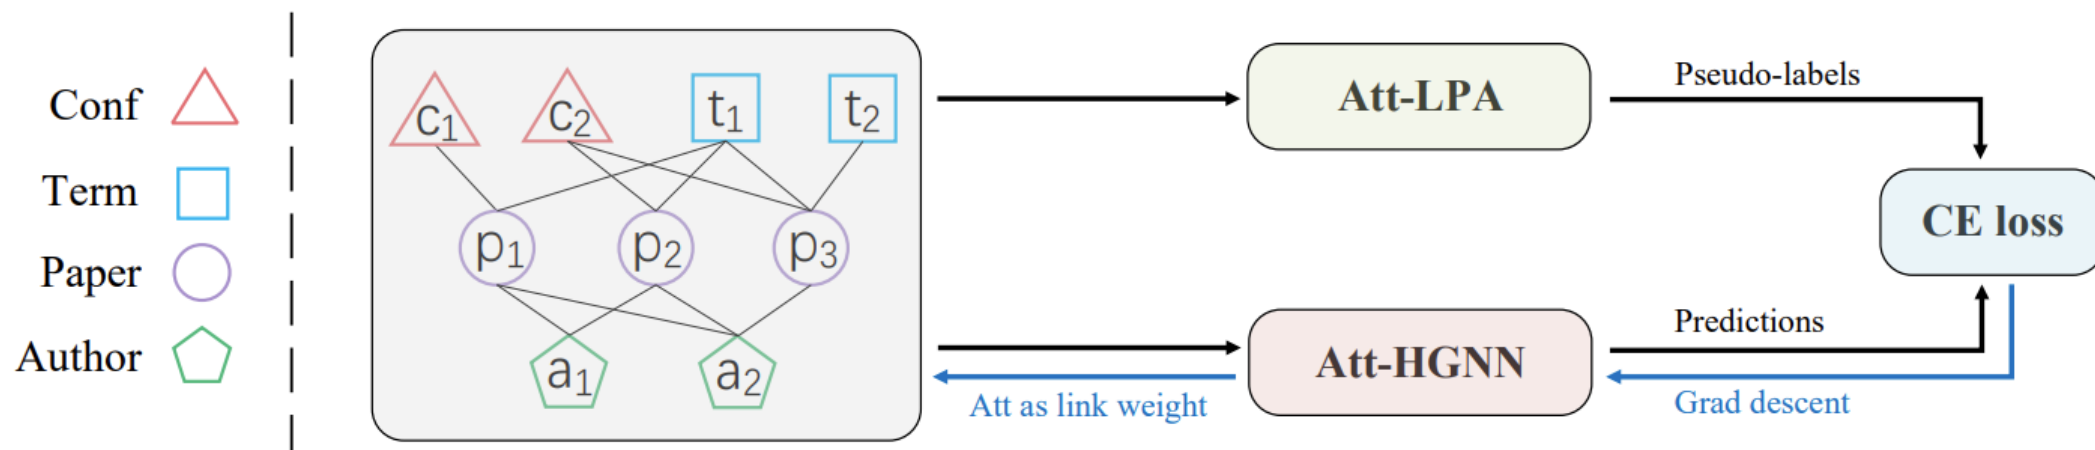 Conf
Term
Paper
Author
c₁ c₂ t₁ t₂
p₁ p₂ p₃
a₁ a₂
Att-LPA
Pseudo-labels
CE loss
Predictions
Att-HGNN
Att as link weight
Grad descent